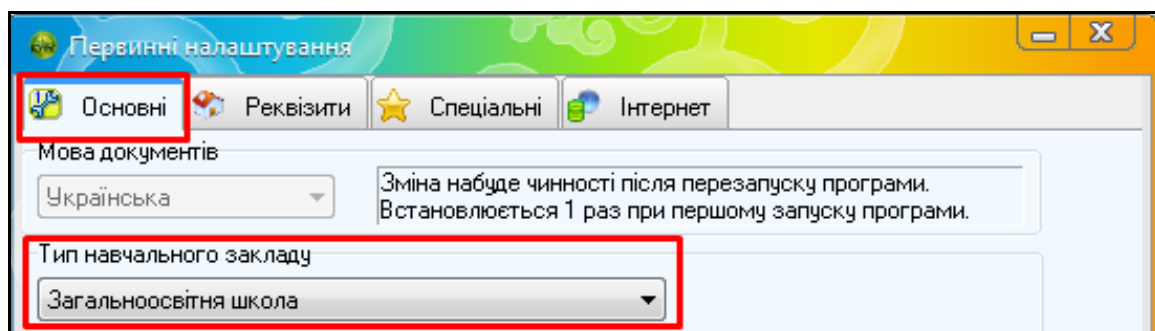 Первинні налаштування
Основні Реквізити Спеціальні Інтернет
Мова документів
Українська
Зміна набуде чинності після перезапуску програми.
Встановлюється 1 раз при першому запуску програми.
Тип навчального закладу
Загальноосвітня школа